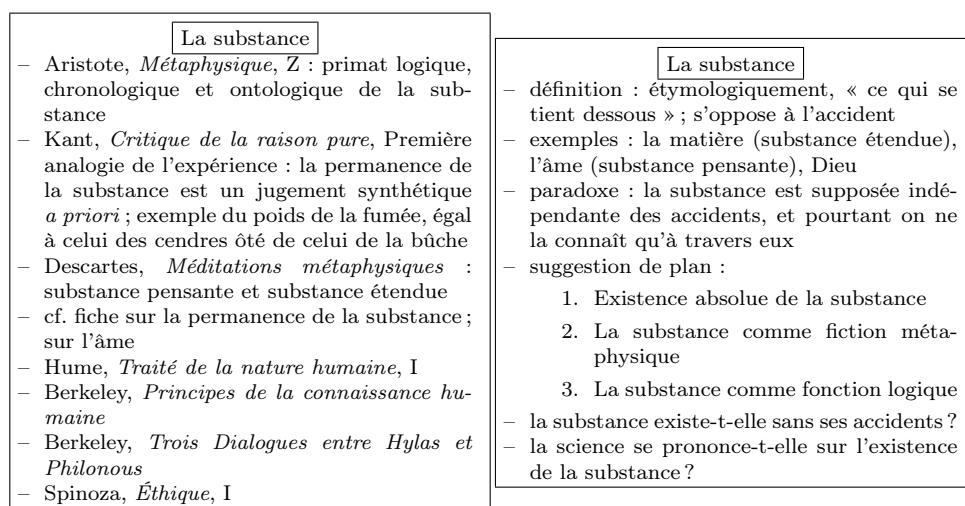 La substance
– Aristote, Métaphysique, Z : primat logique,
chronologique et ontologique de la sub-
stance
– Kant, Critique de la raison pure, Première
analogie de l'expérience : la permanence de
la substance est un jugement synthétique
a priori ; exemple du poids de la fumée, égal
à celui des cendres ôté de celui de la bûche
– Descartes, Méditations métaphysiques :
substance pensante et substance étendue
– cf. fiche sur la permanence de la substance ;
sur l'âme
– Hume, Traité de la nature humaine, I
– Berkeley, Principes de la connaissance hu-
maine
– Berkeley, Trois Dialogues entre Hylas et
Philonous
– Spinoza, Éthique, I
La substance
– définition : étymologiquement, « ce qui se
tient dessous » ; s'oppose à l'accident
– exemples : la matière (substance étendue),
l'âme (substance pensante), Dieu
– paradoxe : la substance est supposée indé-
pendante des accidents, et pourtant on ne
la connaît qu'à travers eux
– suggestion de plan :
1. Existence absolue de la substance
2. La substance comme fiction méta-
physique
3. La substance comme fonction logique
– la substance existe-t-elle sans ses accidents ?
– la science se prononce-t-elle sur l'existence
de la substance ?